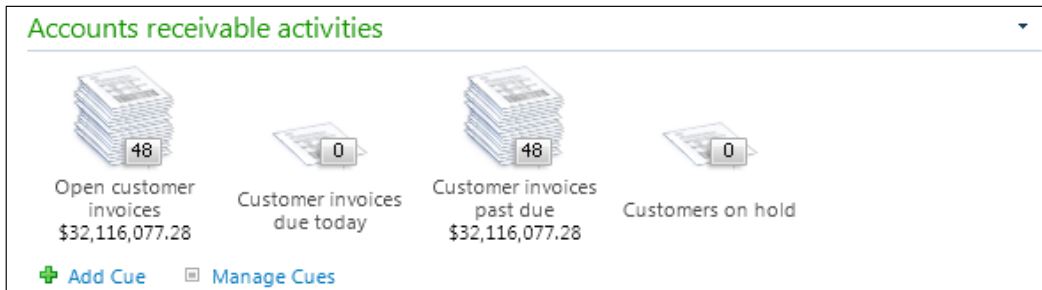 Accounts receivable activities
48
Open customer
invoices
$32,116,077.28
0
Customer invoices
due today
48
Customer invoices
past due
$32,116,077.28
0
Customers on hold
Add Cue
Manage Cues